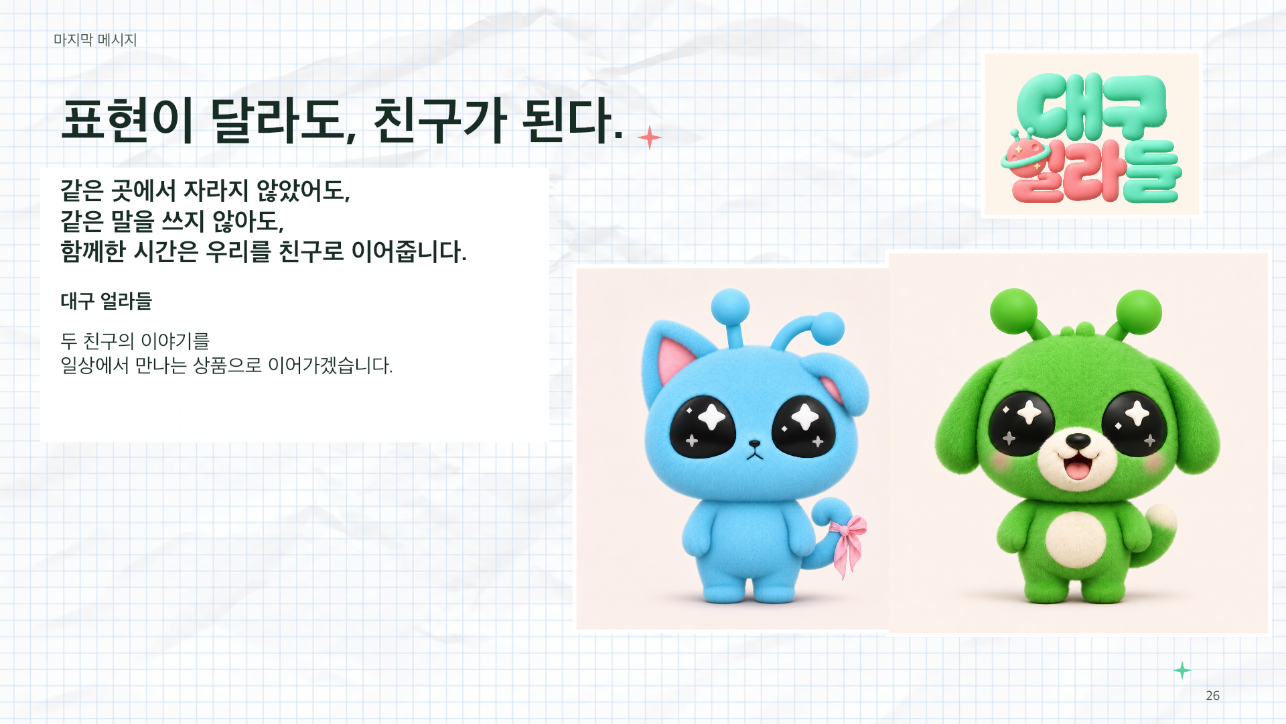 마지막 메시지
표현이 달라도, 친구가 된다.
대구
얼라들
같은 곳에서 자라지 않았어도,
같은 말을 쓰지 않아도,
함께한 시간은 우리를 친구로 이어줍니다.
대구 얼라들
두 친구의 이야기를
일상에서 만나는 상품으로 이어가겠습니다.
26